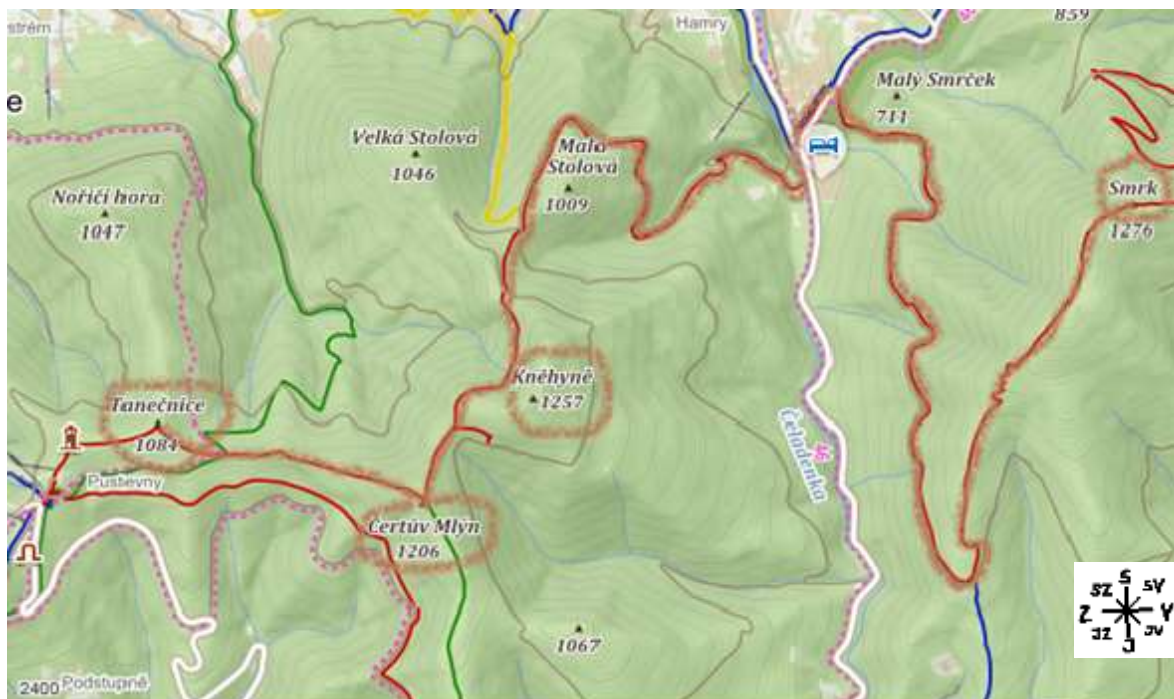 strém
Hamry
859
e
Malý Smrček
711
Velká Stolová
1046
Malá
Stolová
1009
Nořičí hora
1047
Smrk
1276
Kněhyně
1257
Tanečnice
1084
Čeladenka
46
Pustevny
Čertův Mlýn
1206
S
SZ
SV
Z
V
JZ
JV
J
1067
2400
Podstupně